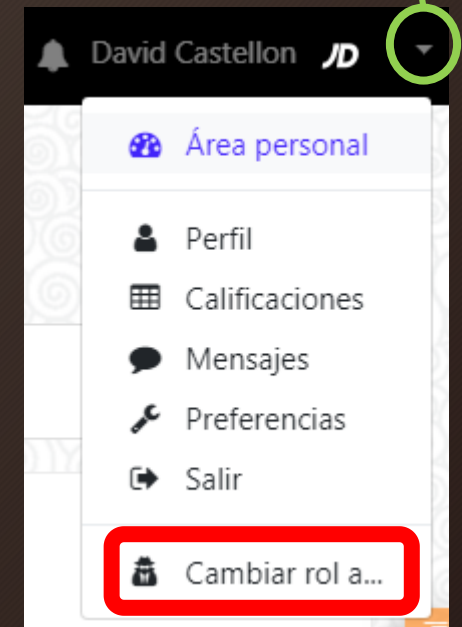 David Castellon JD
Área personal
Perfil
Calificaciones
Mensajes
Preferencias
Salir
Cambiar rol a...